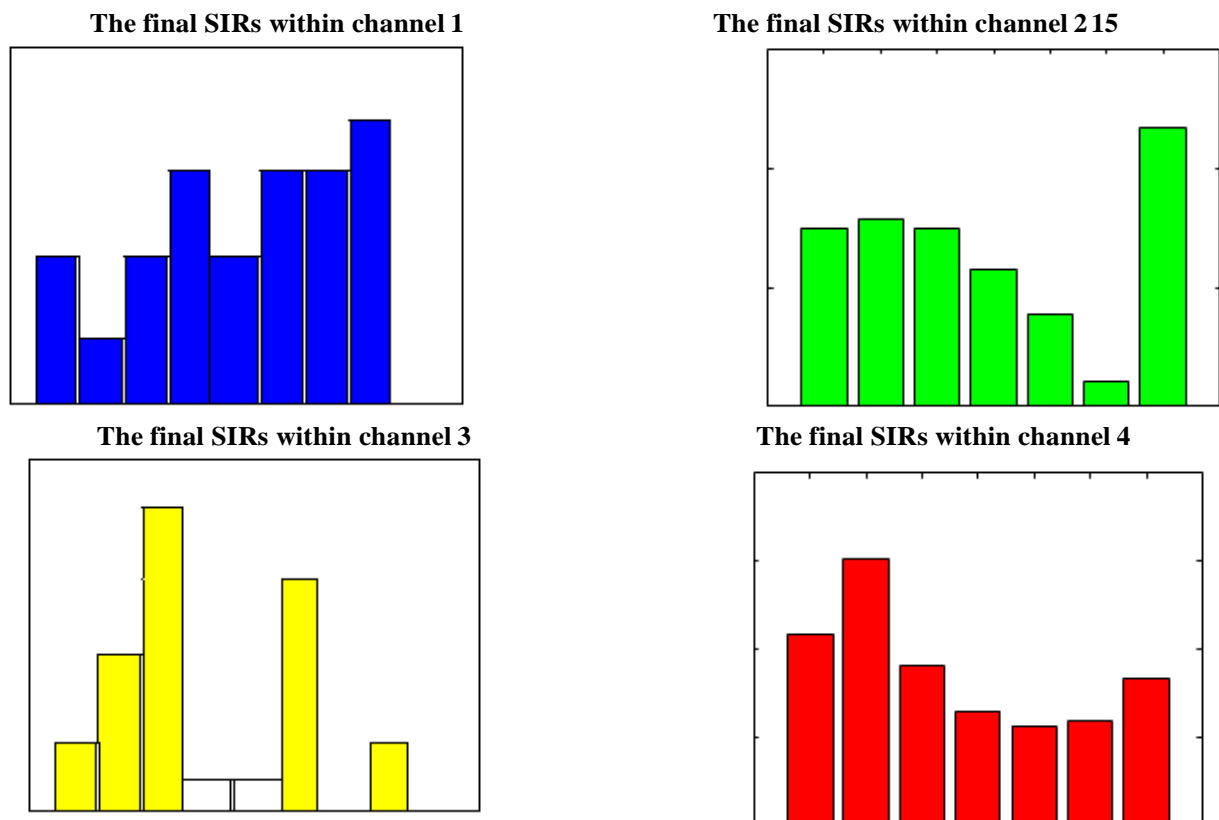 The final SIRs within channel 1
The final SIRs within channel 2 15
The final SIRs within channel 3
The final SIRs within channel 4